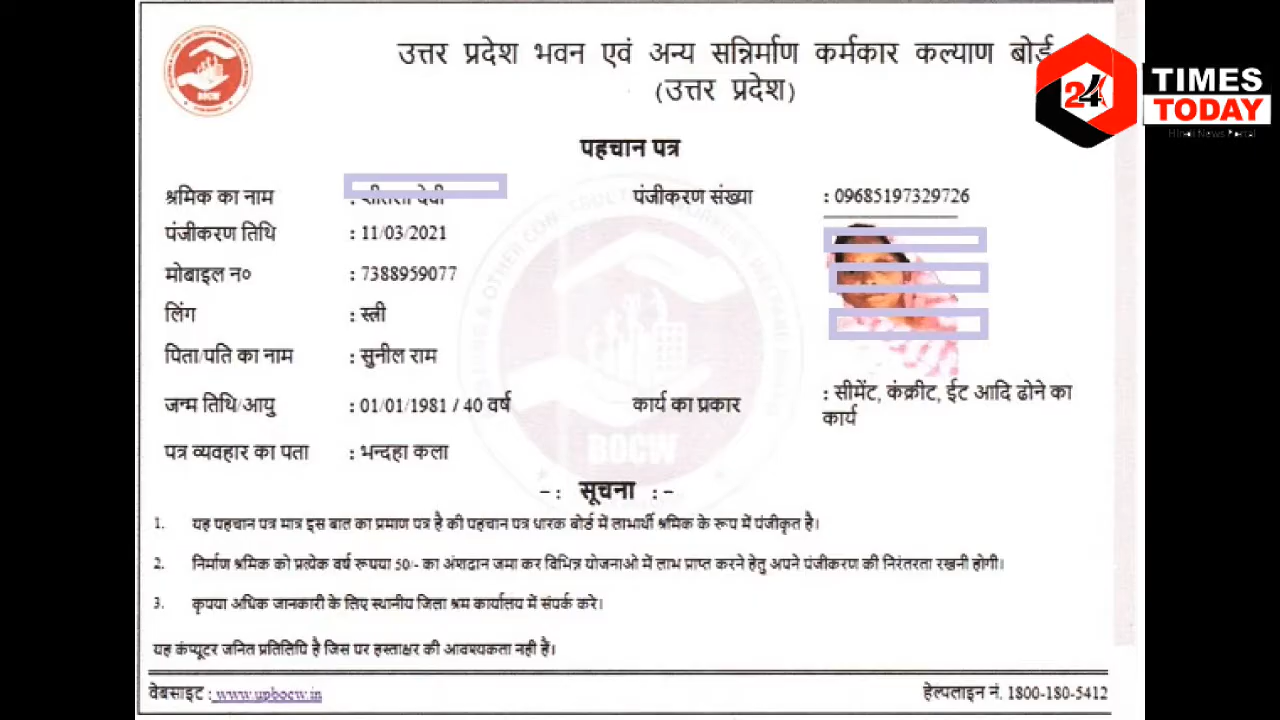 उत्तर प्रदेश भवन एवं अन्य सन्निर्माण कर्मकार कल्याण बोर्ड
(उत्तर प्रदेश)
24
TIMES
TODAY
Hindi News Portal
BOCW
पहचान पत्र
श्रमिक का नाम : देवी
पंजीकरण संख्या : 09685197329726
पंजीकरण तिथि : 11/03/2021
मोबाइल न० : 7388959077
लिंग : स्त्री
पिता/पति का नाम : सुनील राम
जन्म तिथि/आयु : 01/01/1981 / 40 वर्ष
कार्य का प्रकार : सीमेंट, कंक्रीट, ईट आदि ढोने का
कार्य
पत्र व्यवहार का पता : भन्दहा कला
BOCW
-: सूचना :-
1. यह पहचान पत्र मात्र इस बात का प्रमाण पत्र है की पहचान पत्र धारक बोर्ड में लाभार्थी श्रमिक के रूप में पंजीकृत है।
2. निर्माण श्रमिक को प्रत्येक वर्ष रूपया 50/- का अंशदान जमा कर विभिन्न योजनाओ में लाभ प्राप्त करने हेतु अपने पंजीकरण की निरंतरता रखनी होगी।
3. कृपया अधिक जानकारी के लिए स्थानीय जिला श्रम कार्यालय में संपर्क करे।
यह कंप्यूटर जनित प्रतिलिपि है जिस पर हस्ताक्षर की आवश्यकता नही हैं।
वेबसाइट : www.upbocw.in
हेल्पलाइन नं. 1800-180-5412